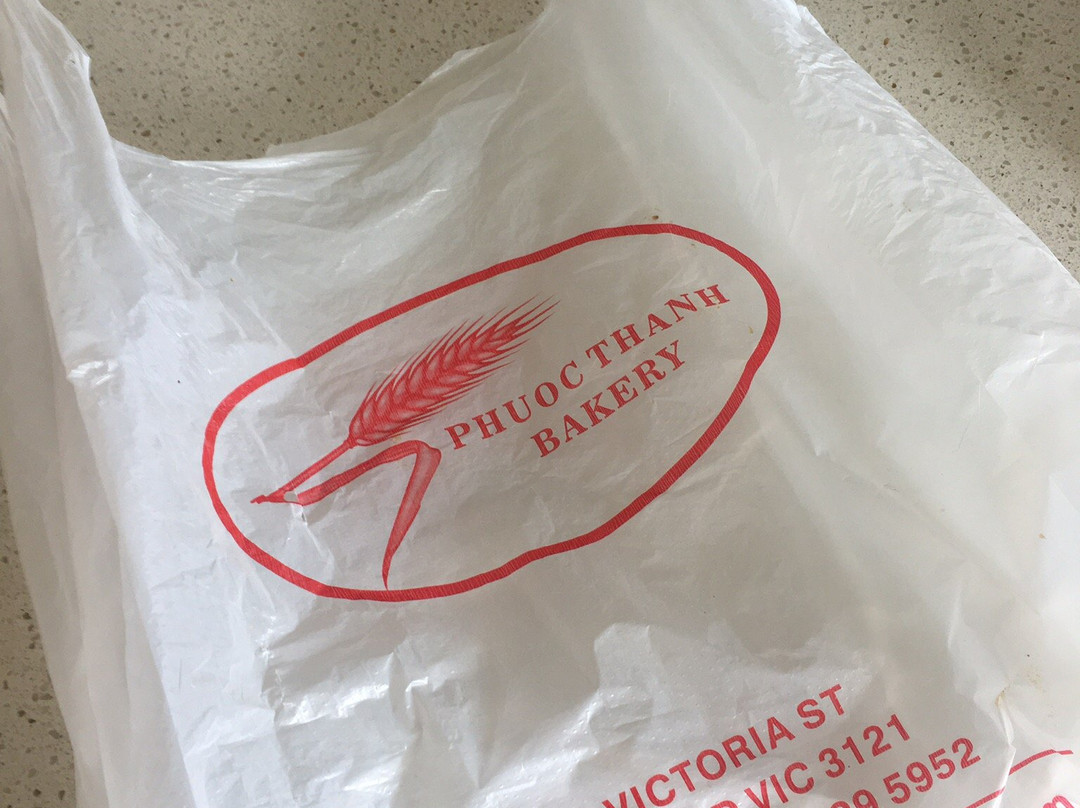 PHUOC THANH
BAKERY
VICTORIA ST
VIC 3121
5952